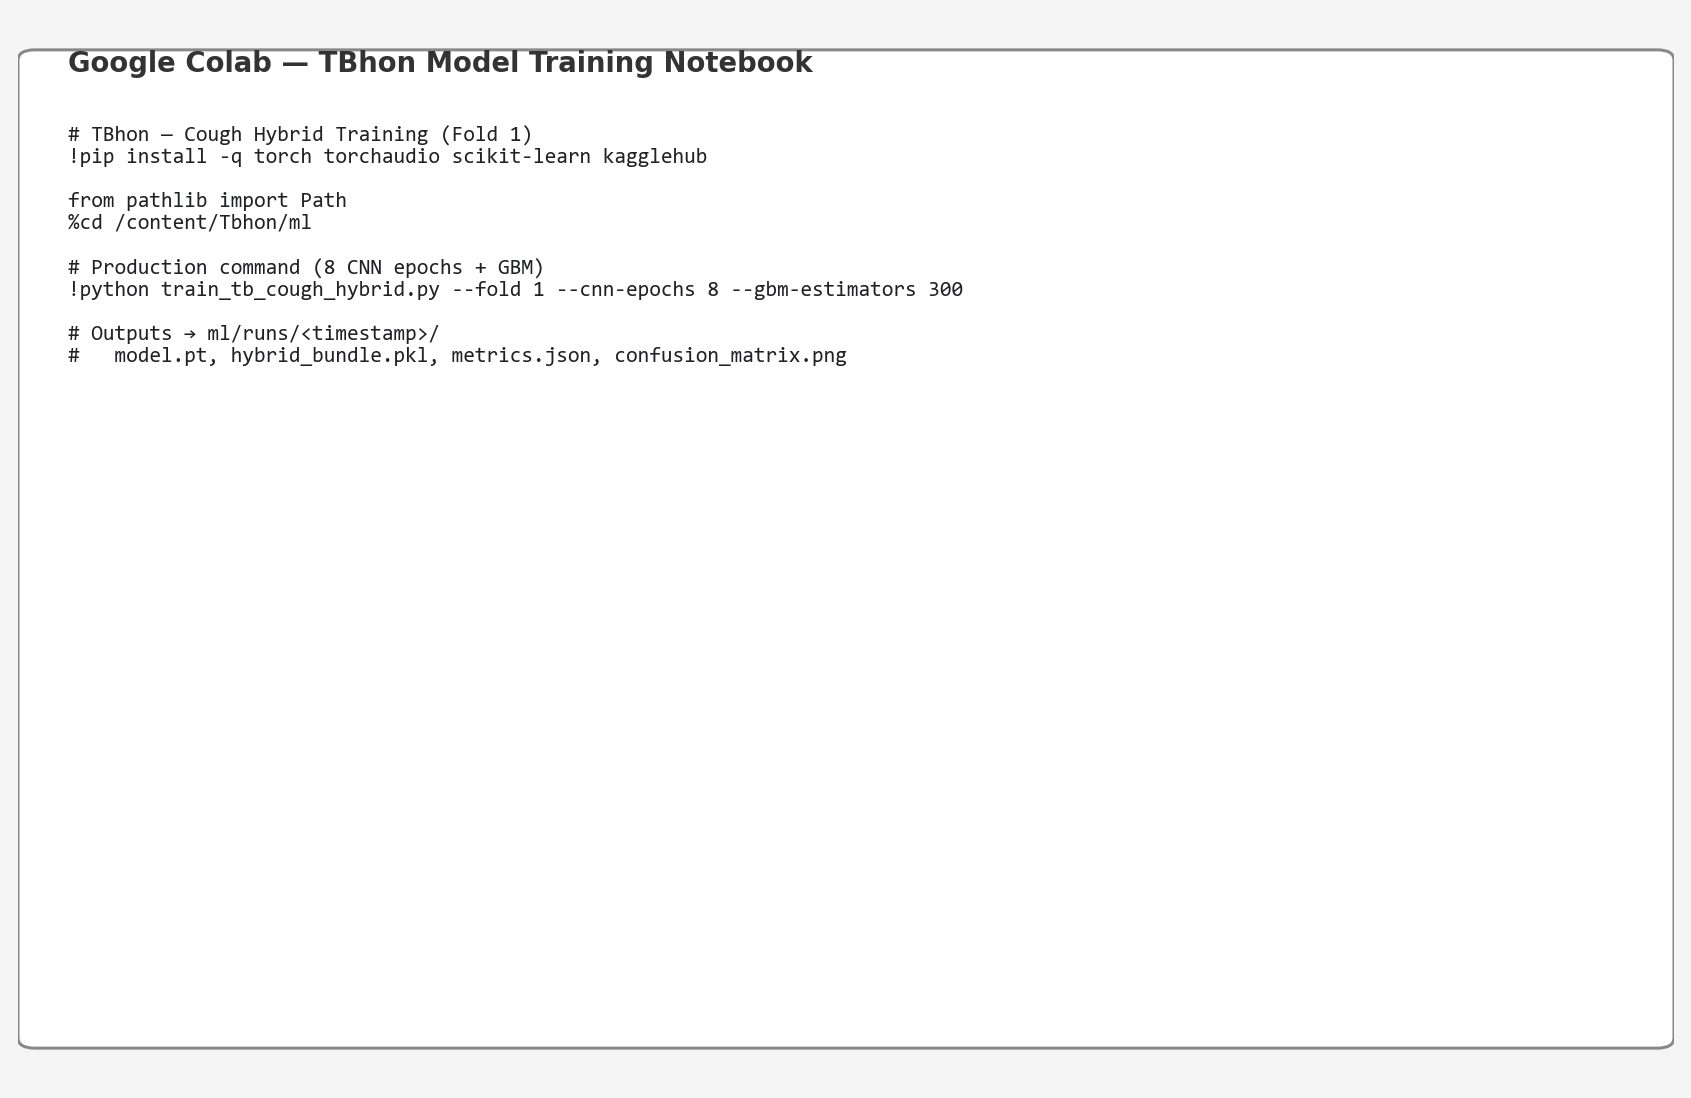 Google Colab — TBhon Model Training Notebook
# TBhon — Cough Hybrid Training (Fold 1)
!pip install -q torch torchaudio scikit-learn kagglehub
from pathlib import Path
%cd /content/Tbhon/ml
# Production command (8 CNN epochs + GBM)
!python train_tb_cough_hybrid.py --fold 1 --cnn-epochs 8 --gbm-estimators 300
# Outputs → ml/runs/<timestamp>/
#   model.pt, hybrid_bundle.pkl, metrics.json, confusion_matrix.png